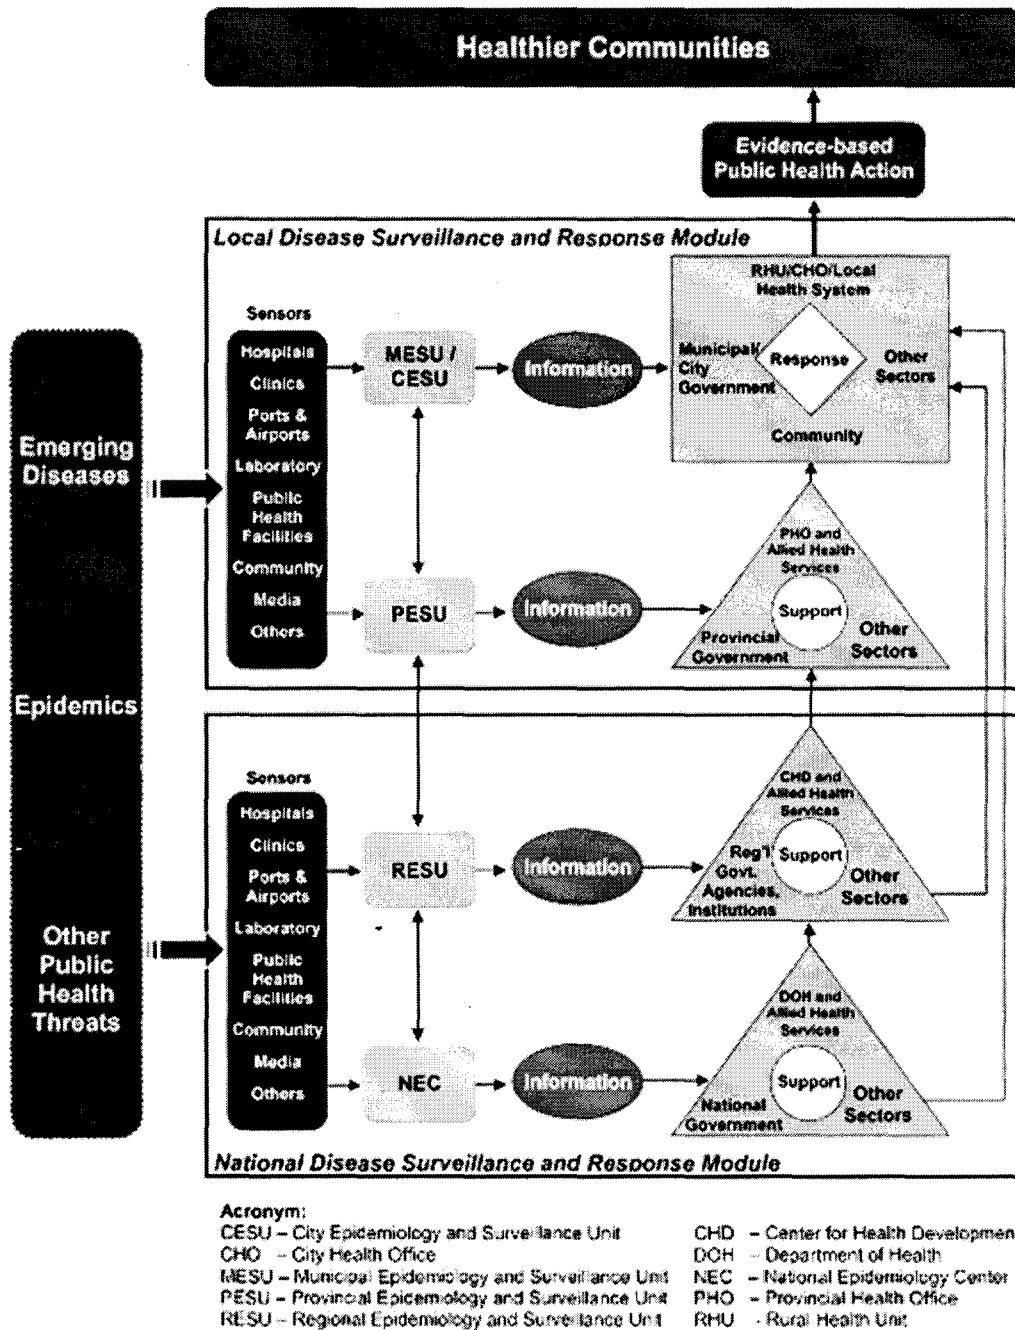 Healthier Communities
Evidence-based
Public Health Action
Local Disease Surveillance and Response Module
Emerging
Diseases
Epidemics
Other
Public
Health
Threats
Sensors
Hospitals
Clinics
Ports &
Airports
Laboratory
Public
Health
Facilities
Community
Media
Others
MESU /
CESU
Information
RHU/CHO/Local
Health System
Municipal/
City
Government
Response
Other
Sectors
Community
PESU
Information
PHO and
Allied Health
Services
Support
Provincial
Government
Other
Sectors
Sensors
Hospitals
Clinics
Ports &
Airports
Laboratory
Public
Health
Facilities
Community
Media
Others
RESU
Information
CHD and
Allied Health
Services
Support
Reg'l
Govt.
Agencies,
Institutions
Other
Sectors
NEC
Information
DOH and
Allied Health
Services
Support
National
Government
Other
Sectors
National Disease Surveillance and Response Module
Acronym:
CESU – City Epidemiology and Surveillance Unit
CHO – City Health Office
MESU – Municipal Epidemiology and Surveillance Unit
PESU – Provincial Epidemiology and Surveillance Unit
RESU – Regional Epidemiology and Surveillance Unit
CHD – Center for Health Developmen
DOH – Department of Health
NEC – National Epidemiology Center
PHO – Provincial Health Office
RHU - Rural Health Unit